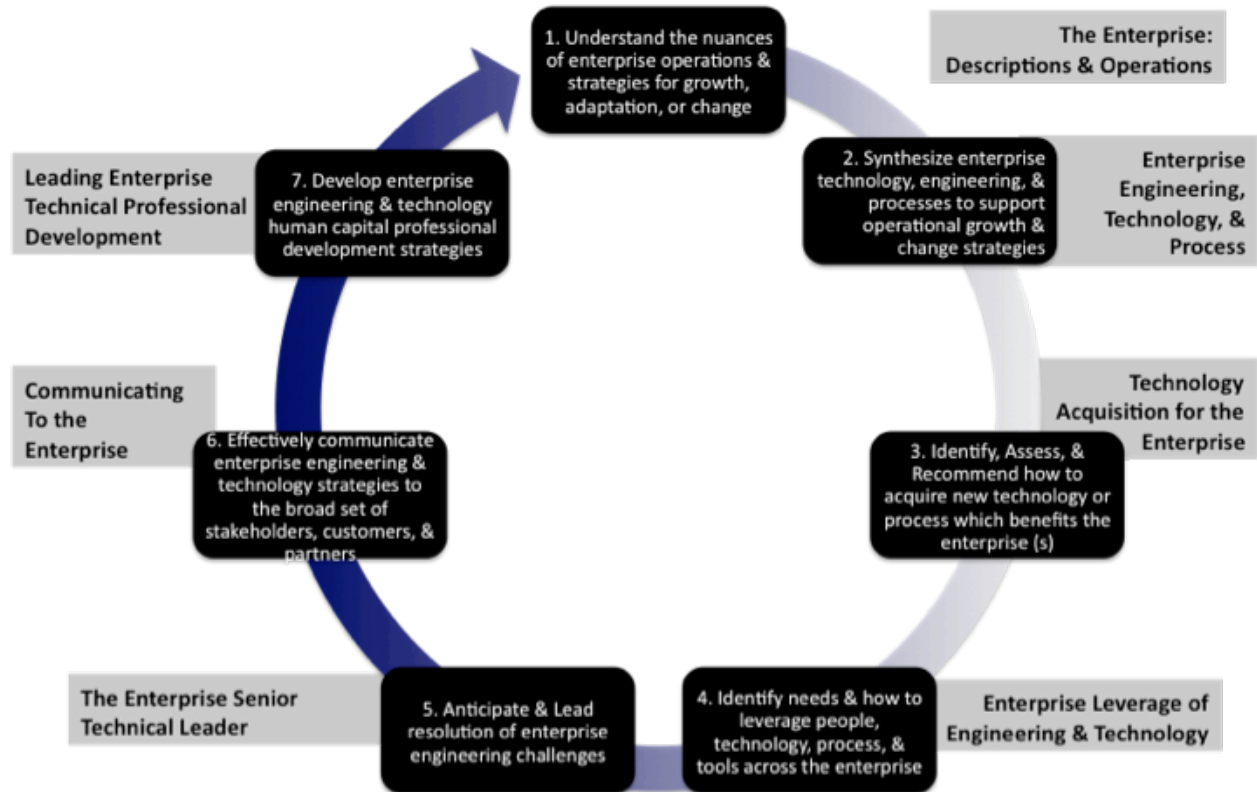 1. Understand the nuances
of enterprise operations &
strategies for growth,
adaptation, or change
The Enterprise:
Descriptions & Operations
2. Synthesize enterprise
technology, engineering, &
processes to support
operational growth &
change strategies
Enterprise
Engineering,
Technology, &
Process
3. Identify, Assess, &
Recommend how to
acquire new technology or
process which benefits the
enterprise (s)
Technology
Acquisition for the
Enterprise
4. Identify needs & how to
leverage people,
technology, process, &
tools across the enterprise
Enterprise Leverage of
Engineering & Technology
5. Anticipate & Lead
resolution of enterprise
engineering challenges
The Enterprise Senior
Technical Leader
6. Effectively communicate
enterprise engineering &
technology strategies to
the broad set of
stakeholders, customers, &
partners
Communicating
To the
Enterprise
7. Develop enterprise
engineering & technology
human capital professional
development strategies
Leading Enterprise
Technical Professional
Development